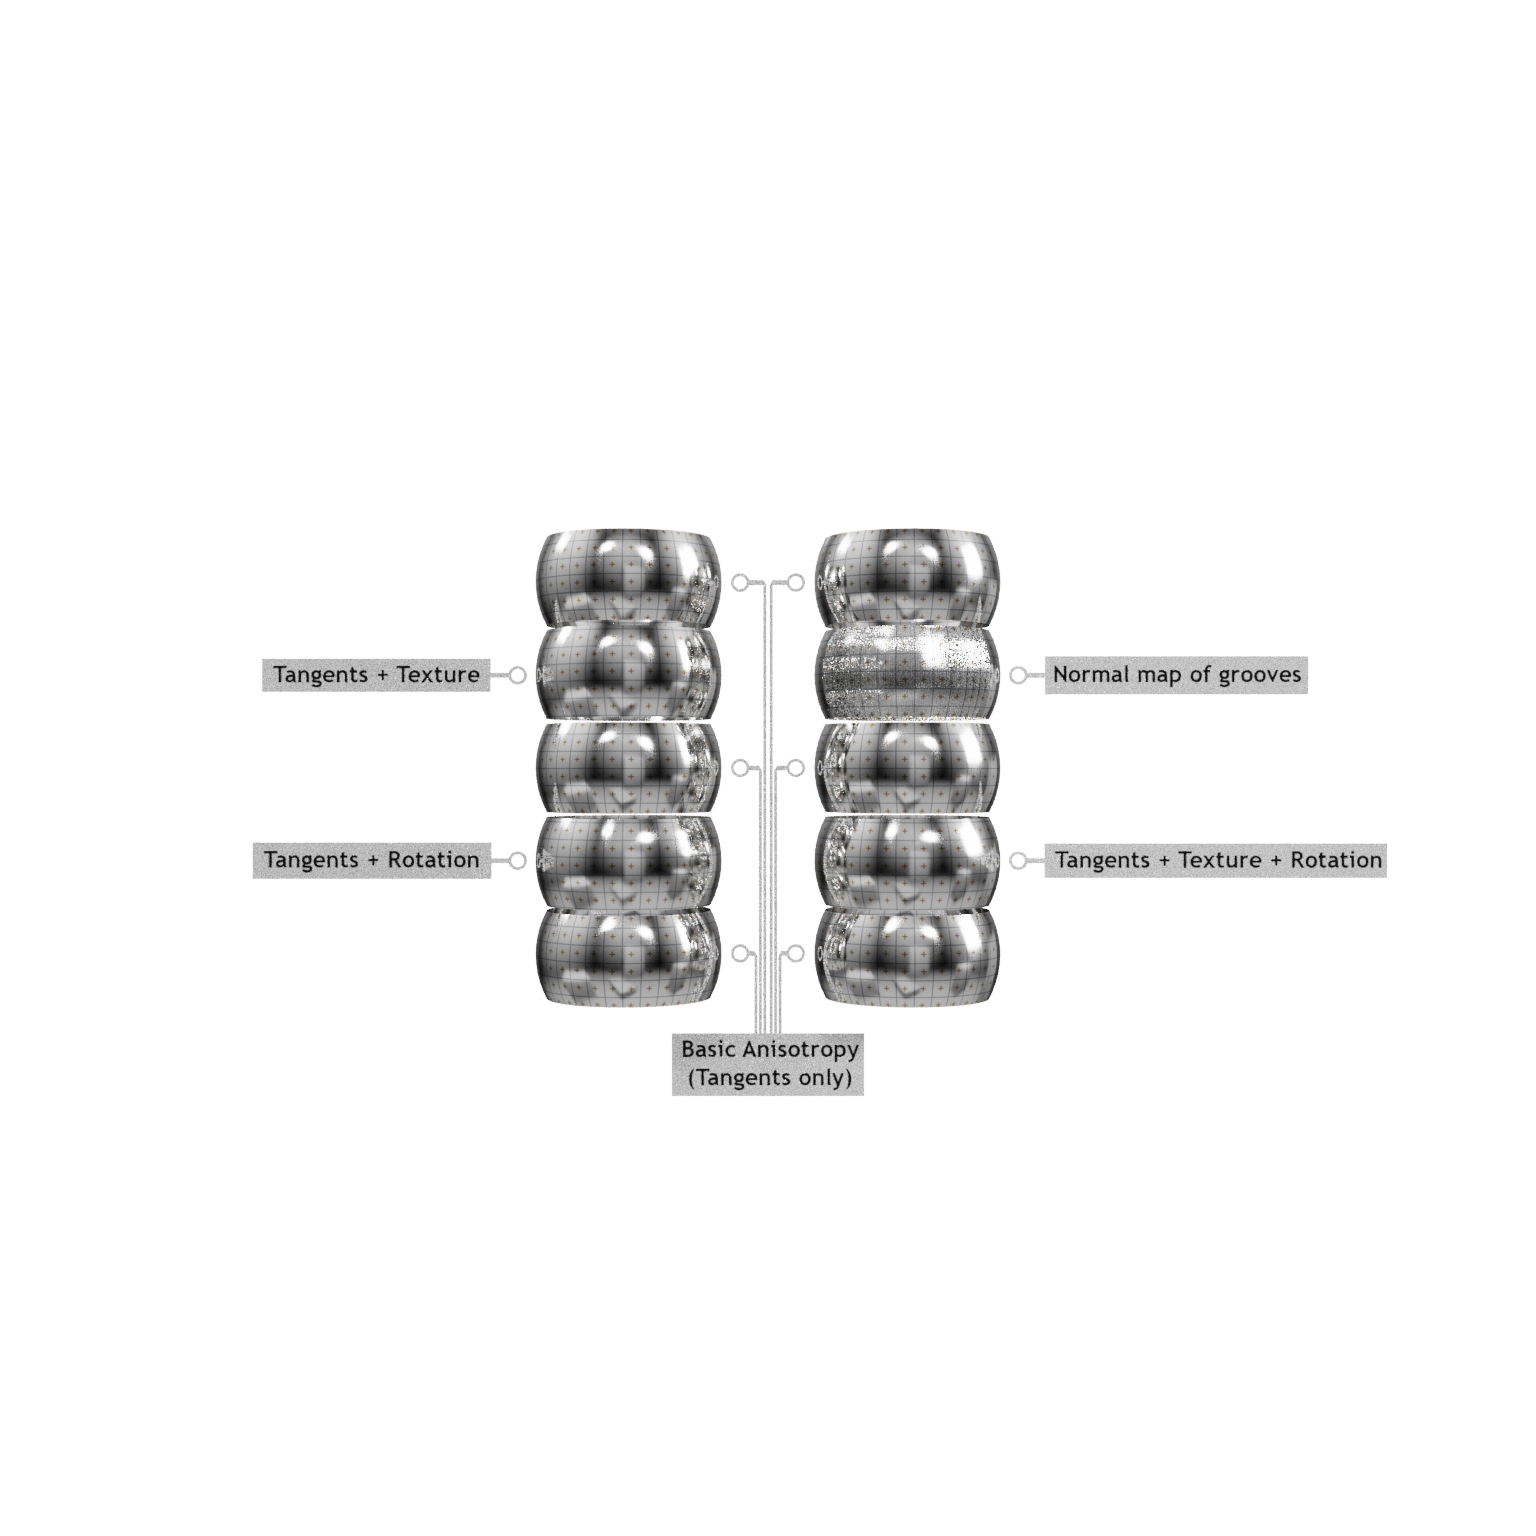 Tangents + Texture
Normal map of grooves
Tangents + Rotation
Tangents + Texture + Rotation
Basic Anisotropy
(Tangents only)